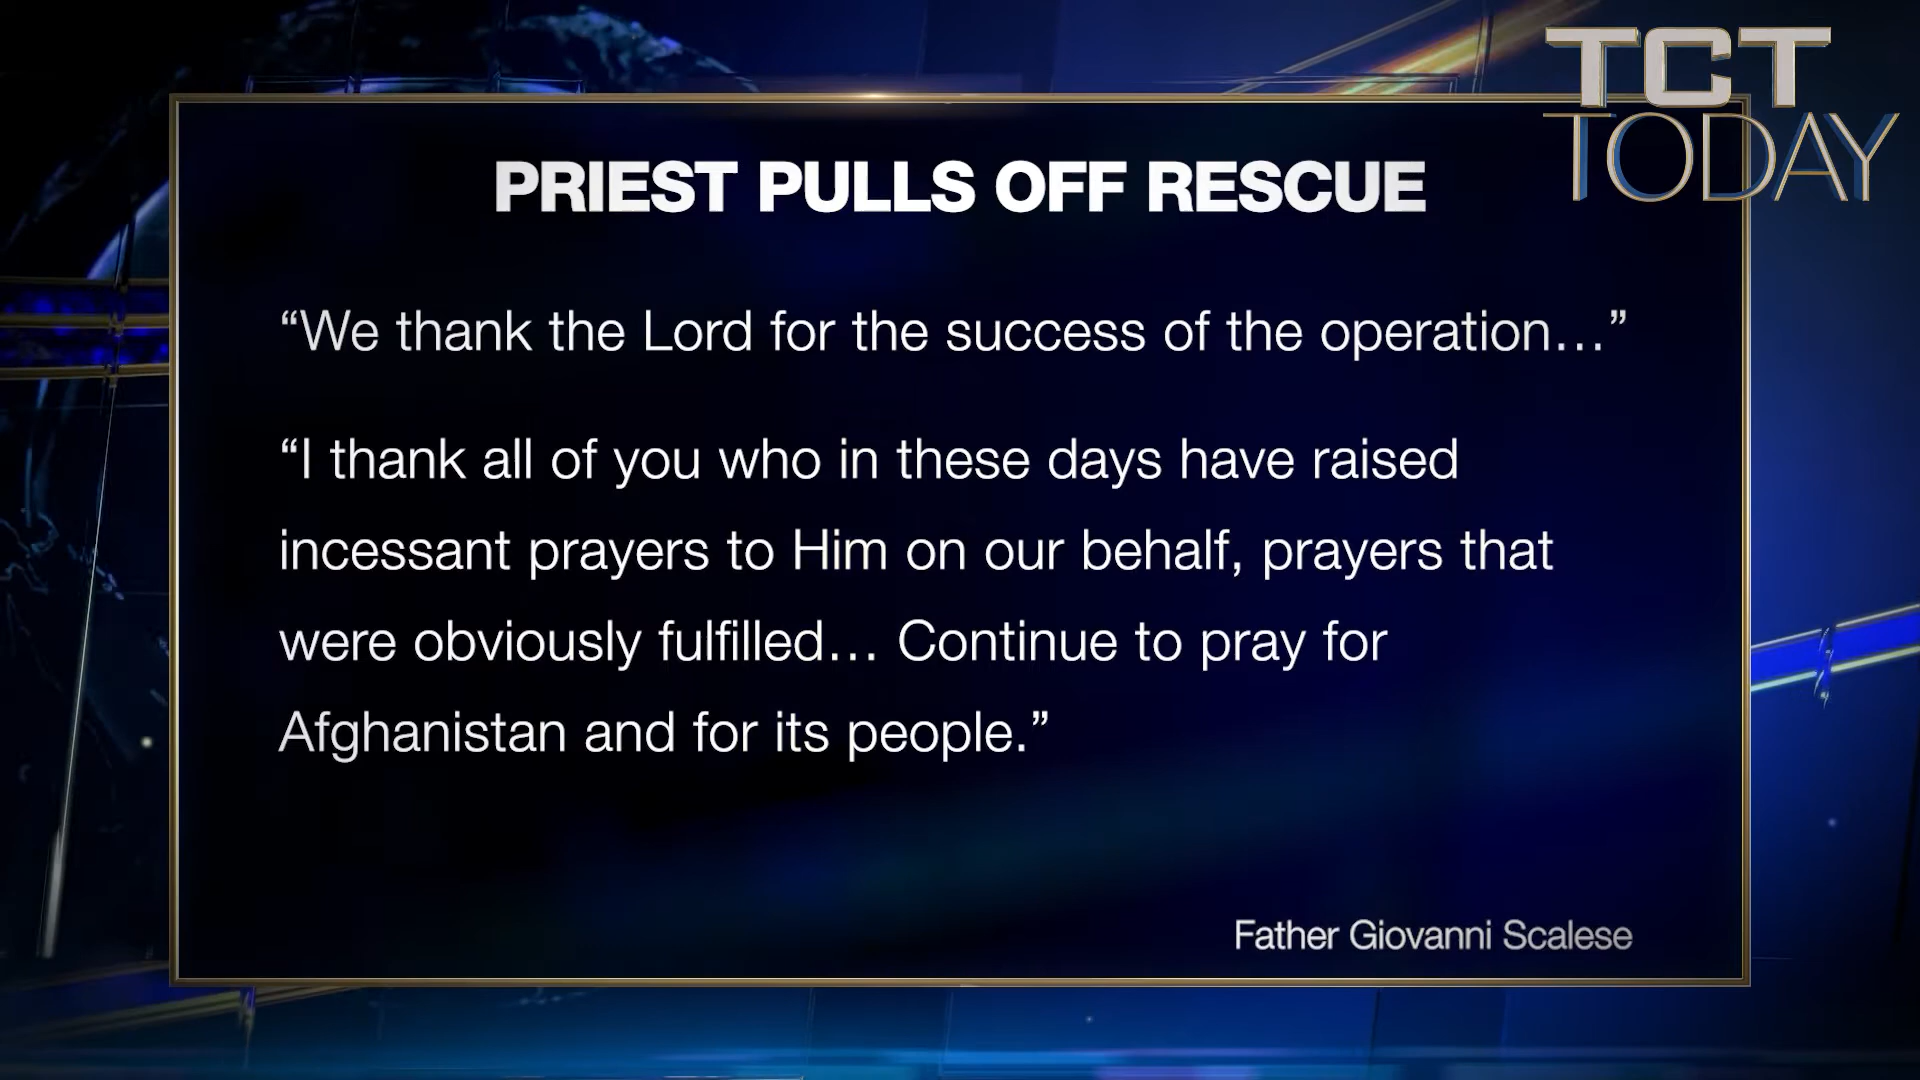 TCT
TODAY
PRIEST PULLS OFF RESCUE
“We thank the Lord for the success of the operation…”
“I thank all of you who in these days have raised
incessant prayers to Him on our behalf, prayers that
were obviously fulfilled… Continue to pray for
Afghanistan and for its people.”
Father Giovanni Scalese